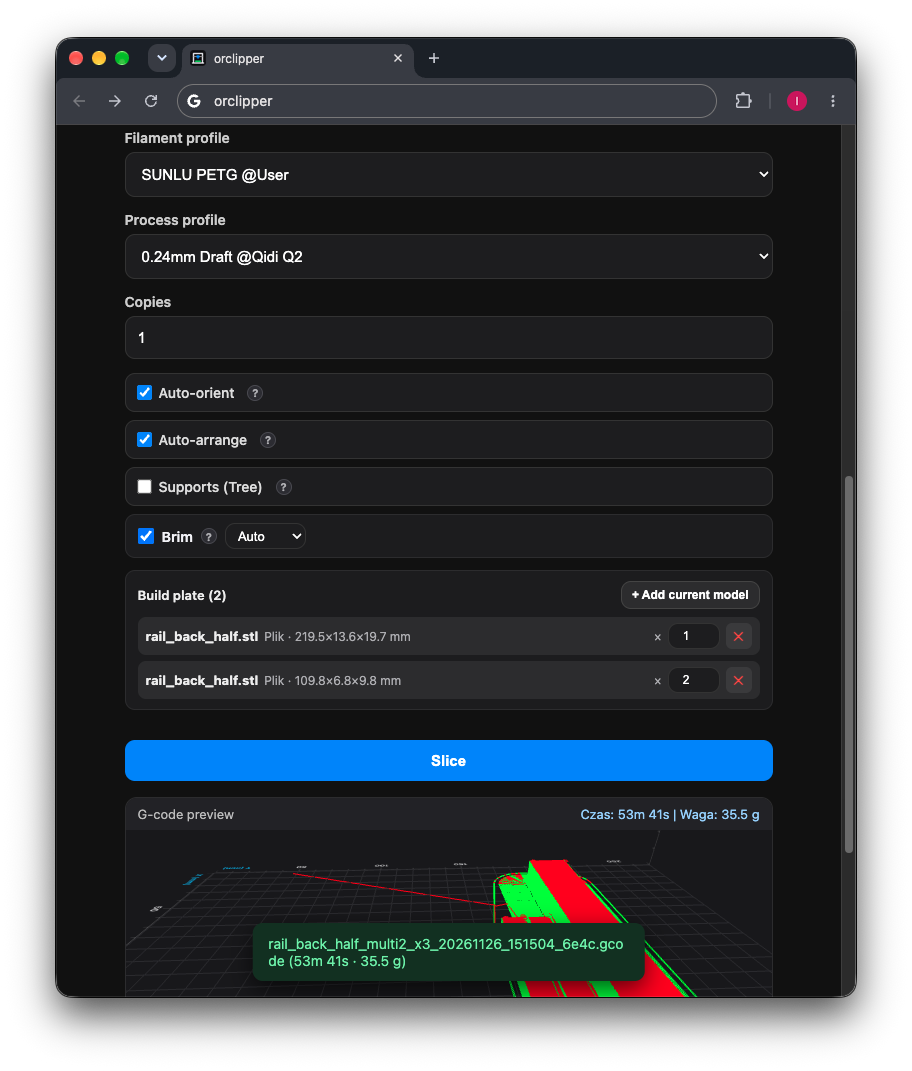 orclipper
orclipper
I
Filament profile
SUNLU PETG @User
Process profile
0.24mm Draft @Qidi Q2
Copies
1
Auto-orient ?
Auto-arrange ?
Supports (Tree) ?
Brim ? Auto
Build plate (2) + Add current model
rail_back_half.stl Plik · 219.5×13.6×19.7 mm × 1
rail_back_half.stl Plik · 109.8×6.8×9.8 mm × 2
Slice
G-code preview Czas: 53m 41s | Waga: 35.5 g
rail_back_half_multi2_x3_20261126_151504_6e4c.gco
de (53m 41s · 35.5 g)